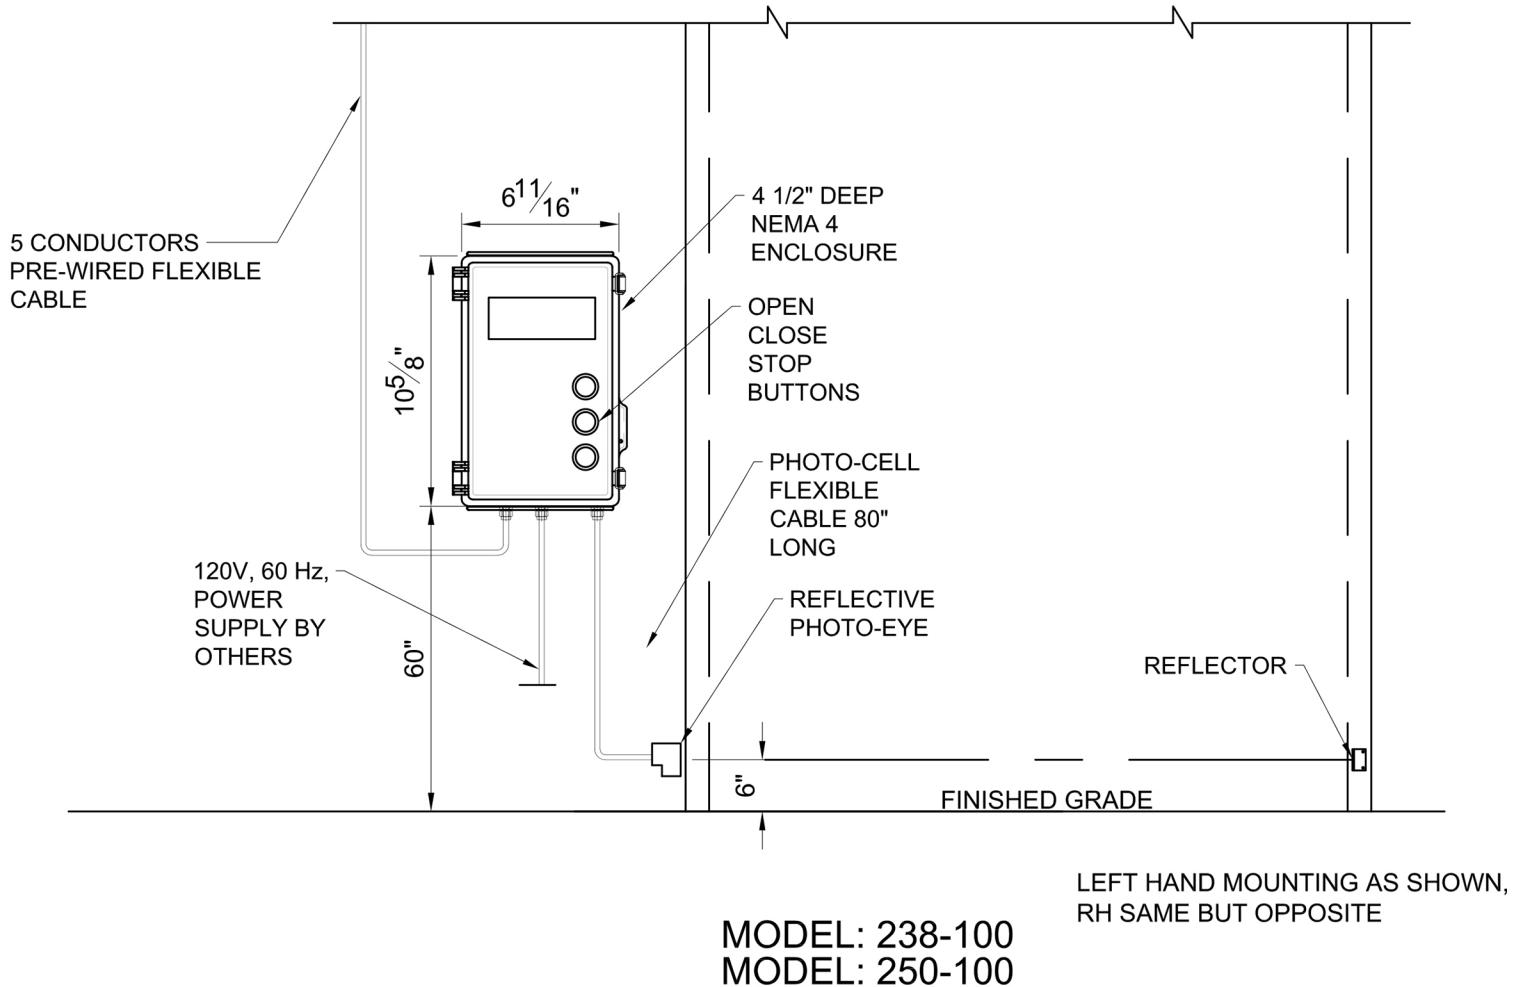 6 11/16"
4 1/2" DEEP
NEMA 4
ENCLOSURE
5 CONDUCTORS
PRE-WIRED FLEXIBLE
CABLE
OPEN
CLOSE
STOP
BUTTONS
10 5/8"
PHOTO-CELL
FLEXIBLE
CABLE 80"
LONG
120V, 60 Hz,
POWER
SUPPLY BY
OTHERS
60"
REFLECTIVE
PHOTO-EYE
REFLECTOR
6"
FINISHED GRADE
LEFT HAND MOUNTING AS SHOWN,
RH SAME BUT OPPOSITE
MODEL: 238-100
MODEL: 250-100